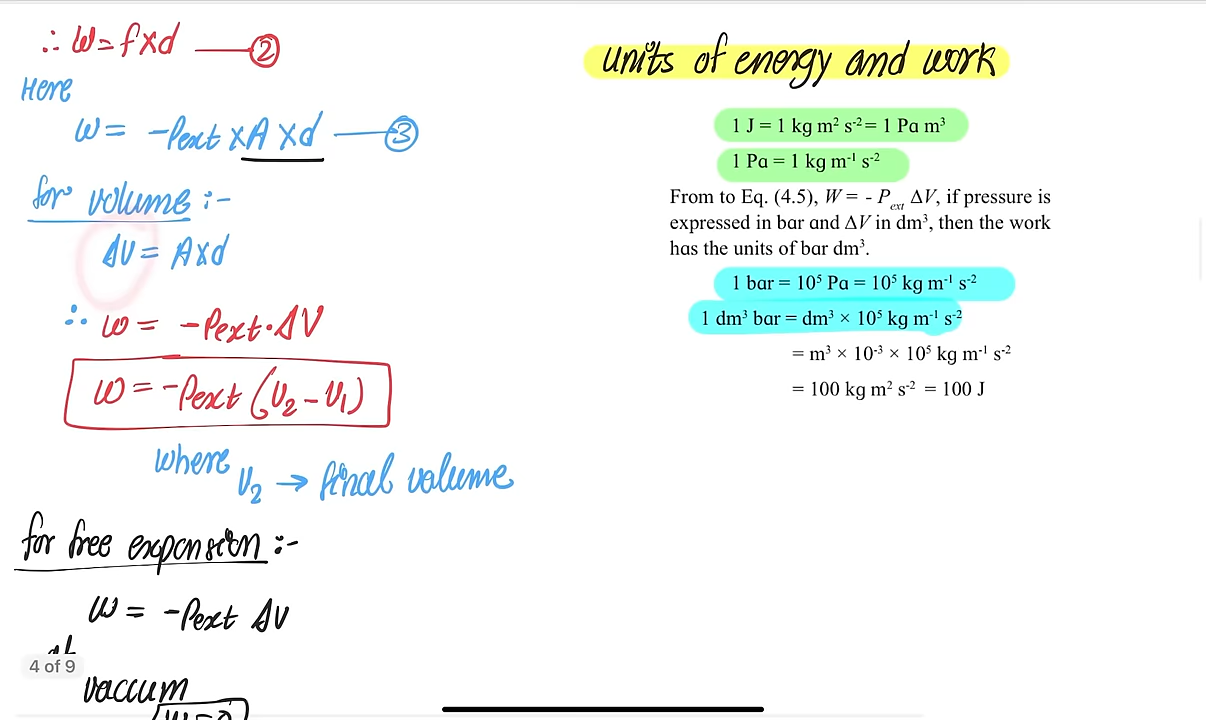 ∴ W = f×d —— ②
Here
W = -Pext × A × d —— ③
for volume :-
ΔV = A×d
∴ W = -Pext·ΔV
W = -Pext (V₂ - V₁)
where
V₂ → final volume
for free expansion :-
W = -Pext ΔV
at
4 of 9
vaccum
W=0
units of energy and work
1 J = 1 kg m² s⁻² = 1 Pa m³
1 Pa = 1 kg m⁻¹ s⁻²
From to Eq. (4.5), W = - Pₑₓₜ ΔV, if pressure is
expressed in bar and ΔV in dm³, then the work
has the units of bar dm³.
1 bar = 10⁵ Pa = 10⁵ kg m⁻¹ s⁻²
1 dm³ bar = dm³ × 10⁵ kg m⁻¹ s⁻²
= m³ × 10⁻³ × 10⁵ kg m⁻¹ s⁻²
= 100 kg m² s⁻² = 100 J